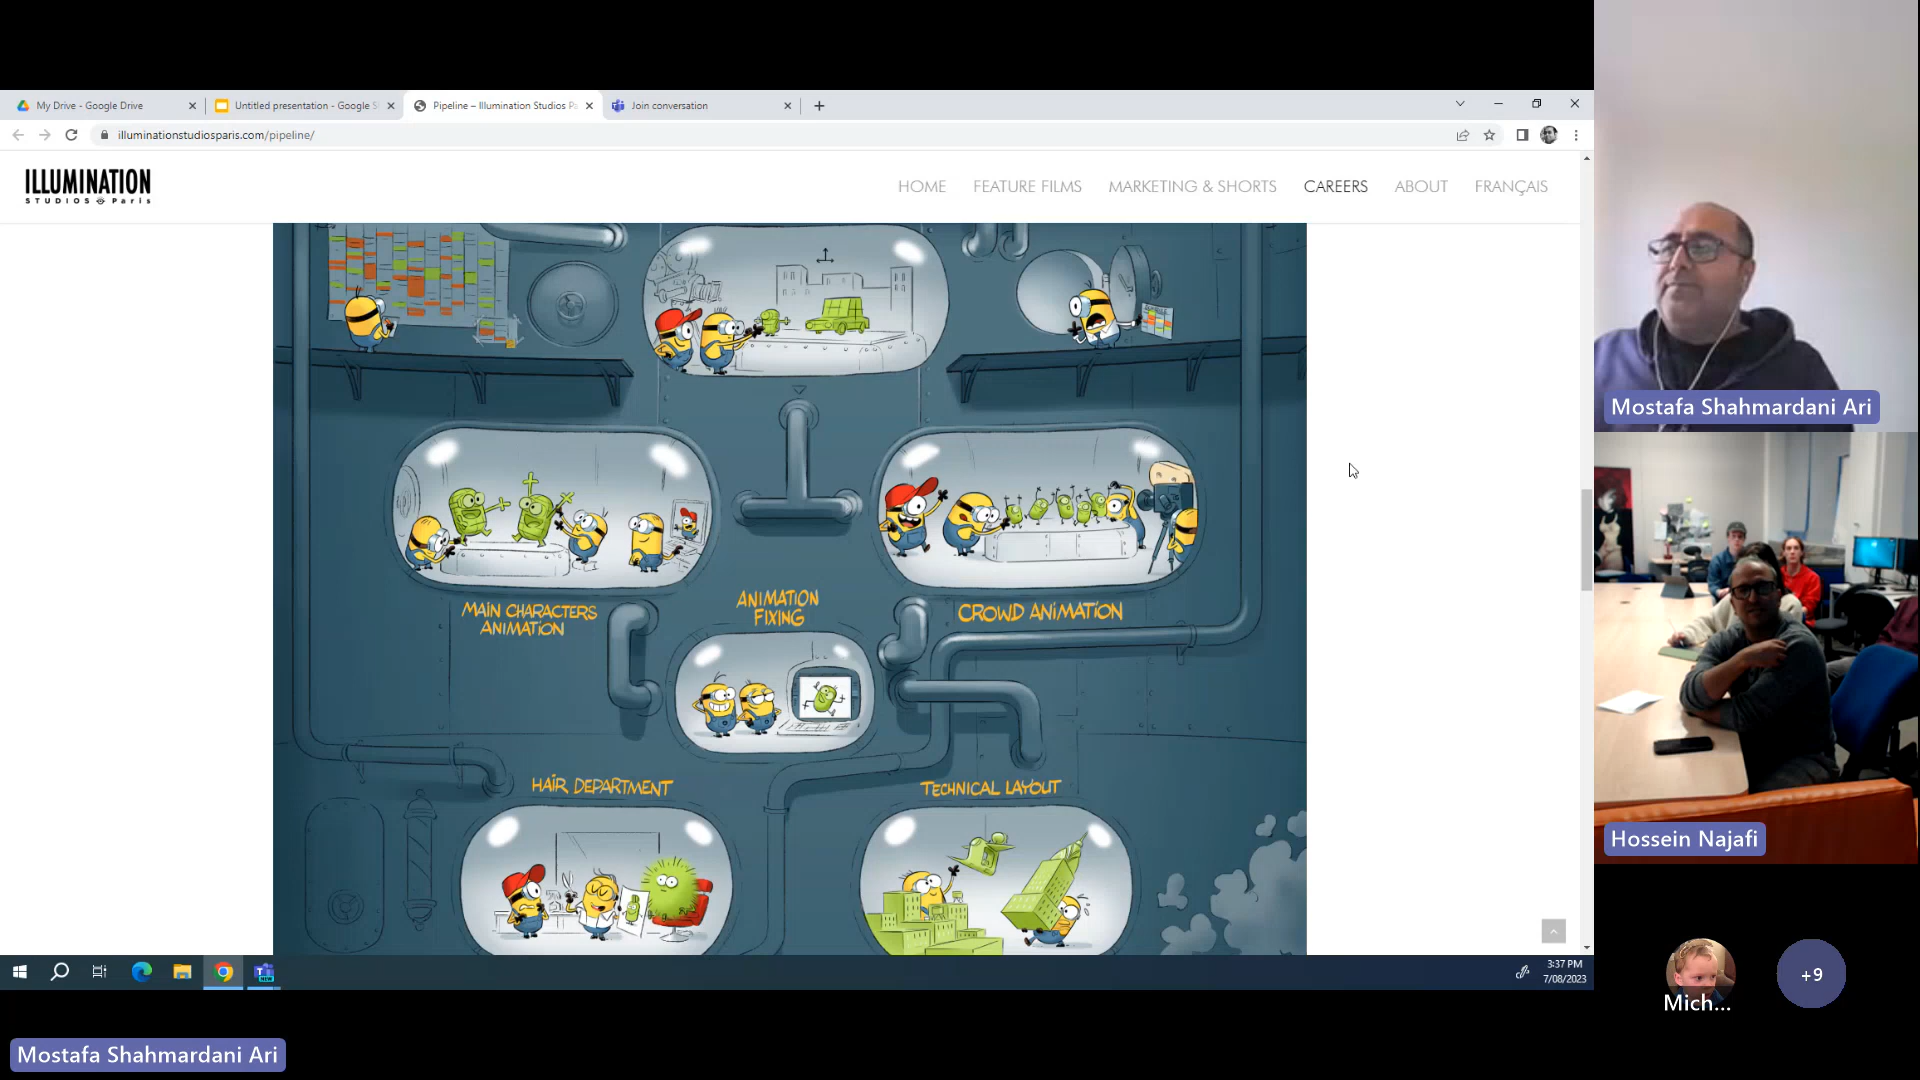 My Drive - Google Drive
Untitled presentation - Google S
Pipeline – Illumination Studios Pa
Join conversation
illuminationstudiosparis.com/pipeline/
ILLUMINATION
STUDIOS Paris
HOME
FEATURE FILMS
MARKETING & SHORTS
CAREERS
ABOUT
FRANÇAIS
MAIN CHARACTERS
ANIMATION
ANIMATION
FIXING
CROWD ANIMATION
HAIR DEPARTMENT
TECHNICAL LAYOUT
3:37 PM
7/08/2023
Mostafa Shahmardani Ari
Hossein Najafi
Mich...
+9
Mostafa Shahmardani Ari